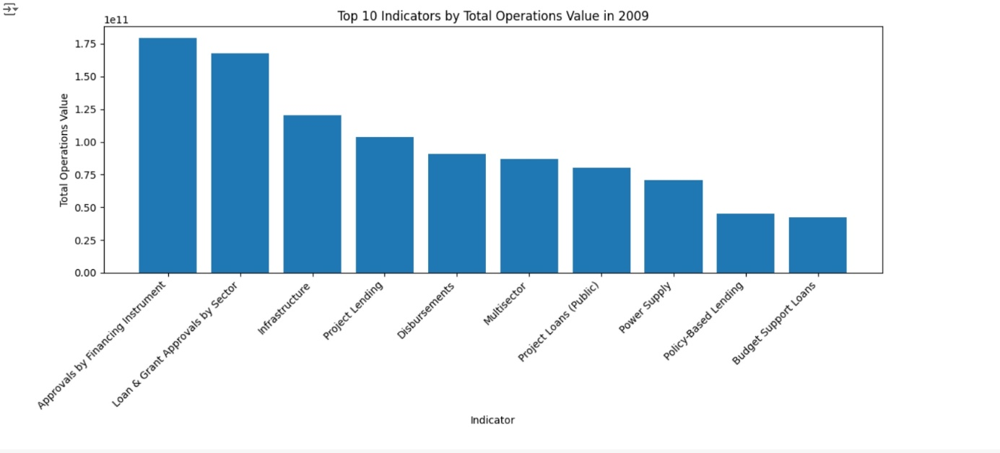 Top 10 Indicators by Total Operations Value in 2009
1e11
1.75
1.50
1.25
1.00
0.75
0.50
0.25
0.00
Total Operations Value
Approvals by Financing Instrument
Loan & Grant Approvals by Sector
Infrastructure
Project Lending
Disbursements
Multisector
Project Loans (Public)
Power Supply
Policy-Based Lending
Budget Support Loans
Indicator